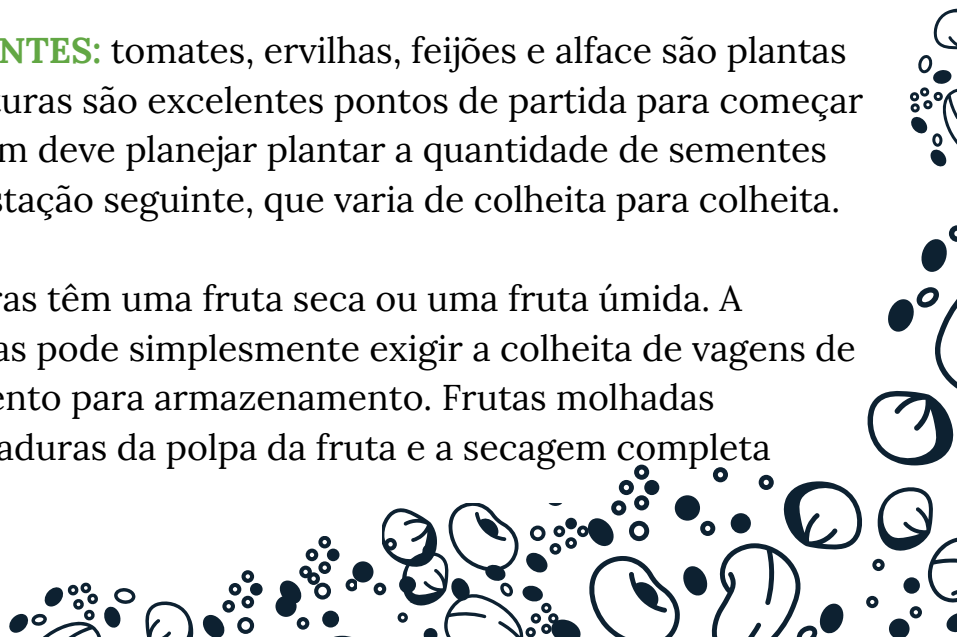 NTES: tomates, ervilhas, feijões e alface são plantas
turas são excelentes pontos de partida para começar
m deve planejar plantar a quantidade de sementes
stação seguinte, que varia de colheita para colheita.
ras têm uma fruta seca ou uma fruta úmida. A
as pode simplesmente exigir a colheita de vagens de
ento para armazenamento. Frutas molhadas
aduras da polpa da fruta e a secagem completa